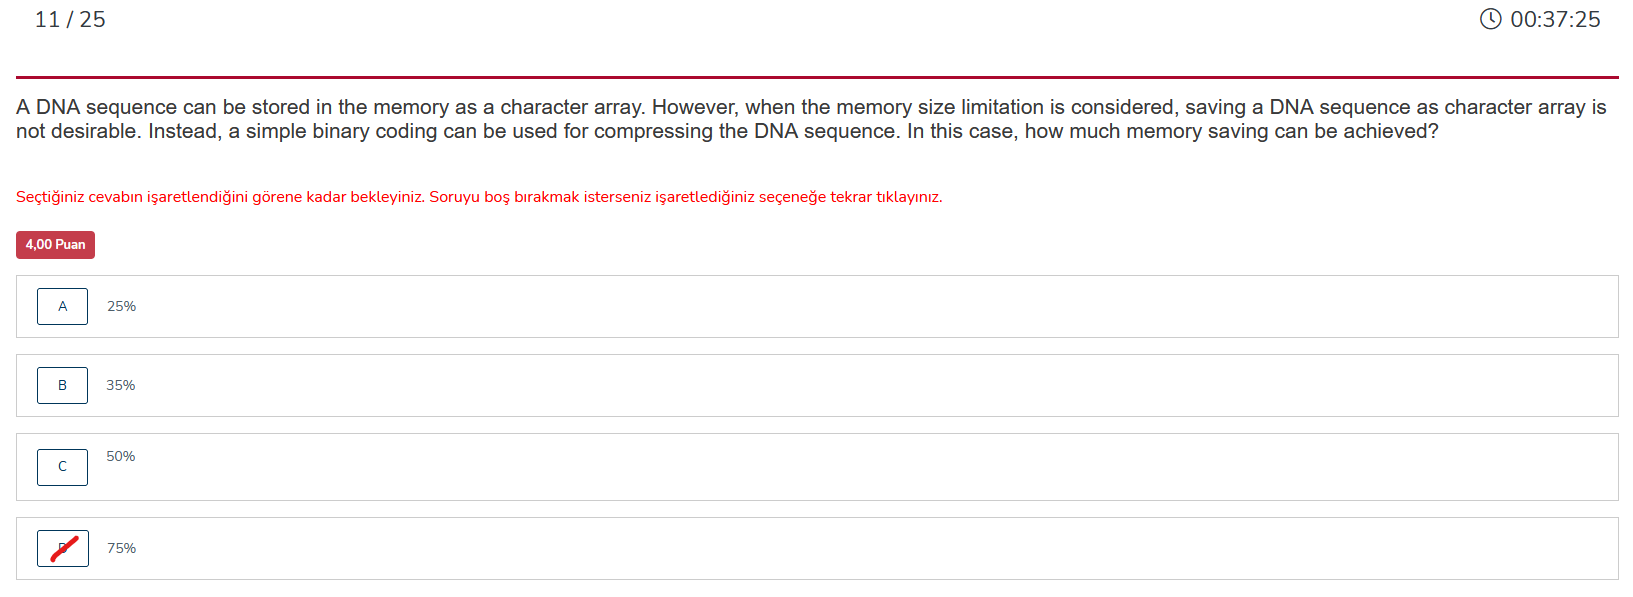 11 / 25
00:37:25
A DNA sequence can be stored in the memory as a character array. However, when the memory size limitation is considered, saving a DNA sequence as character array is
not desirable. Instead, a simple binary coding can be used for compressing the DNA sequence. In this case, how much memory saving can be achieved?
Seçtiğiniz cevabın işaretlendiğini görene kadar bekleyiniz. Soruyu boş bırakmak isterseniz işaretlediğiniz seçeneğe tekrar tıklayınız.
4,00 Puan
A 25%
B 35%
C 50%
D 75%